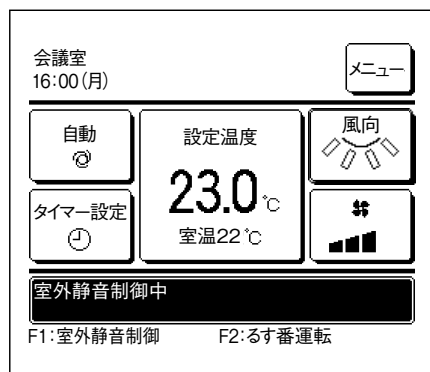 会議室
16:00(月)
メニュー
自動
設定温度
風向
23.0℃
タイマー設定
室温22℃
室外静音制御中
F1:室外静音制御 F2:るす番運転